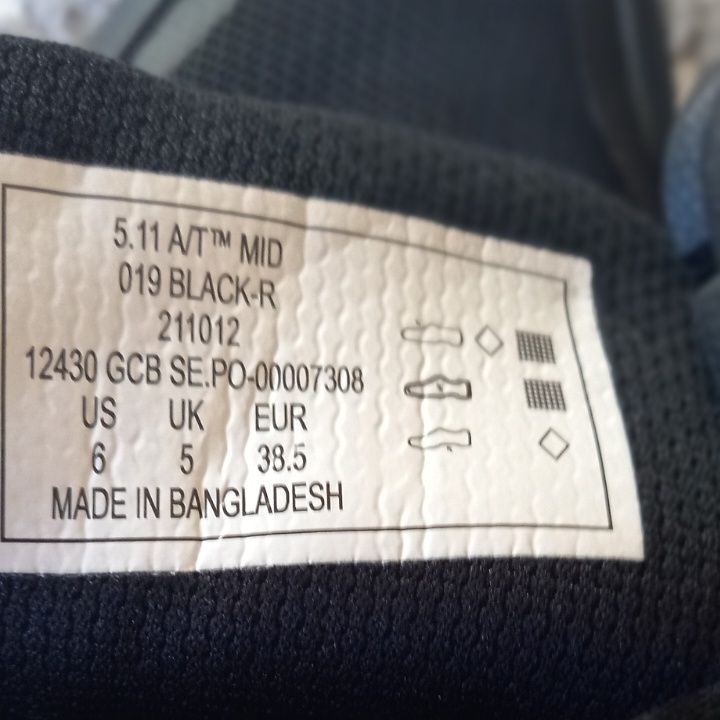 5.11 A/T™ MID
019 BLACK-R
211012
12430 GCB SE.PO-00007308
US UK EUR
6 5 38.5
MADE IN BANGLADESH